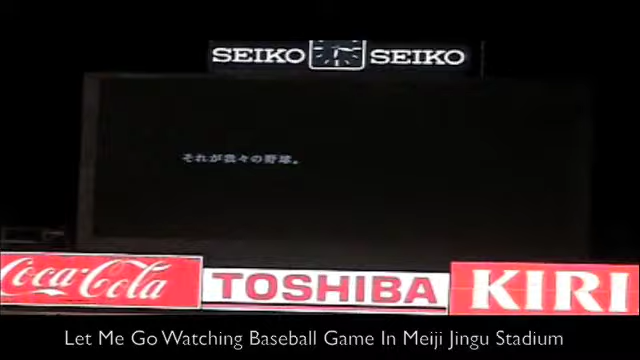 SEIKO SEIKO
それが我々の野球。
Coca-Cola TOSHIBA KIRI
Let Me Go Watching Baseball Game In Meiji Jingu Stadium